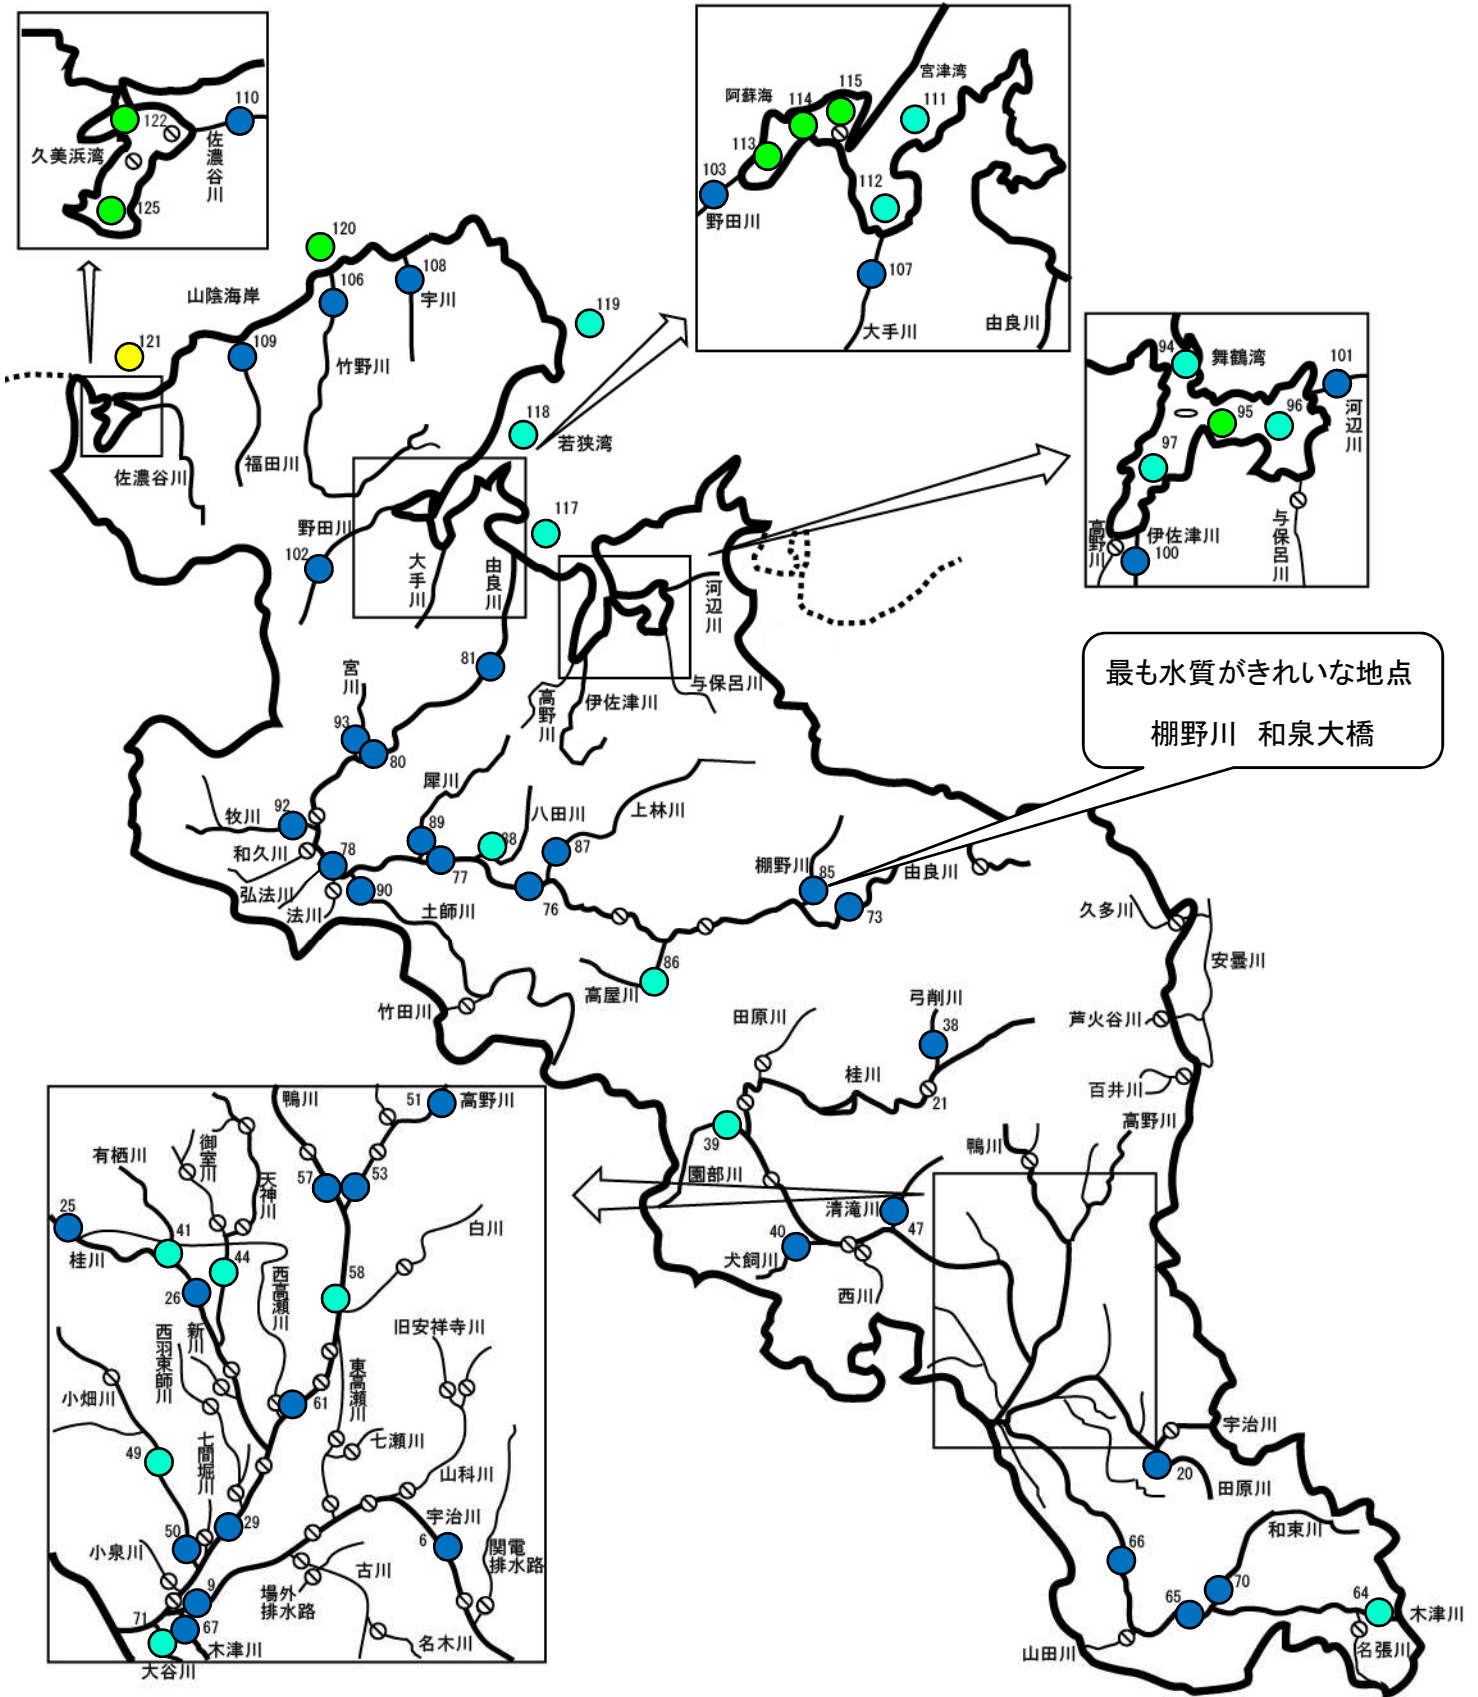 110
122
佐濃谷川
久美浜湾
125
宮津湾
阿蘇海
115
114
111
113
103
112
野田川
107
大手川
由良川
94
舞鶴湾
101
河辺川
95
96
97
高野川
伊佐津川
100
与保呂川
最も水質がきれいな地点
棚野川 和泉大橋
120
108
106
宇川
山陰海岸
119
121
109
竹野川
118
若狭湾
佐濃谷川
福田川
野田川
117
102
大手川
由良川
河辺川
81
宮川
高野川
伊佐津川
与保呂川
93
80
犀川
92
牧川
89
八田川
上林川
和久川
78
88
87
77
棚野川
85
由良川
弘法川
90
法川
土師川
76
73
久多川
86
高屋川
安曇川
竹田川
田原川
弓削川
38
芦火谷川
桂川
21
百井川
39
高野川
鴨川
園部川
清滝川
47
40
犬飼川
西川
宇治川
20
田原川
66
和束川
70
65
64
木津川
山田川
名張川
鴨川
51
高野川
有栖川
御室川
天神川
57
53
25
41
白川
桂川
44
26
西高瀬川
58
西羽束師川
新川
旧安祥寺川
小畑川
東高瀬川
61
七瀬川
49
七間堀川
山科川
宇治川
50
29
6
小泉川
関電
排水路
9
場外
排水路
古川
71
67
木津川
名木川
大谷川